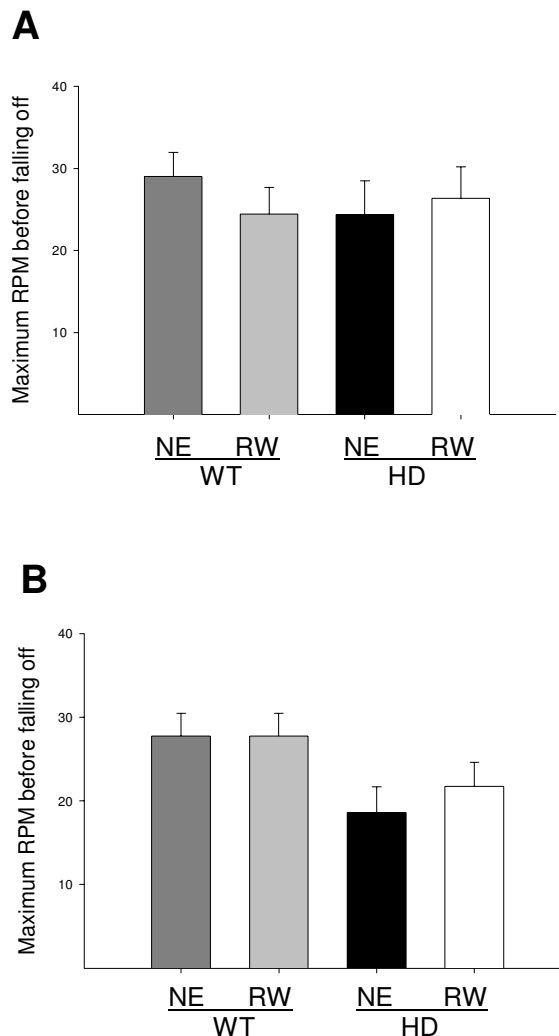 A
Maximum RPM before falling off
40
30
20
10
NE RW NE RW
WT HD
B
Maximum RPM before falling off
40
30
20
10
NE RW NE RW
WT HD